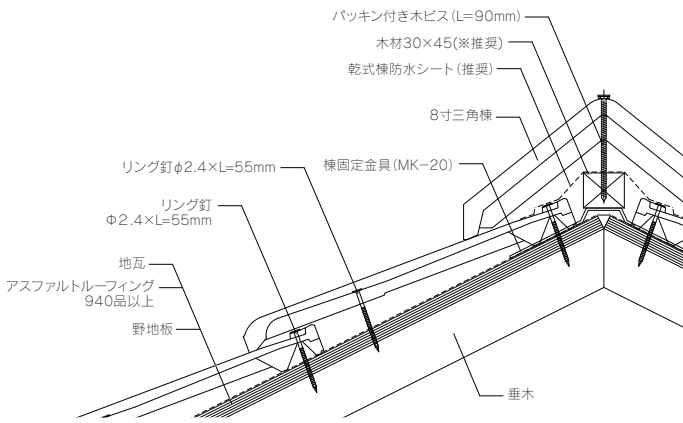 パッキン付き木ビス(L=90mm)
木材30×45(※推奨)
乾式棟防水シート(推奨)
8寸三角棟
リング釘φ2.4×L=55mm
棟固定金具(MK−20)
リング釘
Φ2.4×L=55mm
地瓦
アスファルトルーフィング
940品以上
野地板
垂木